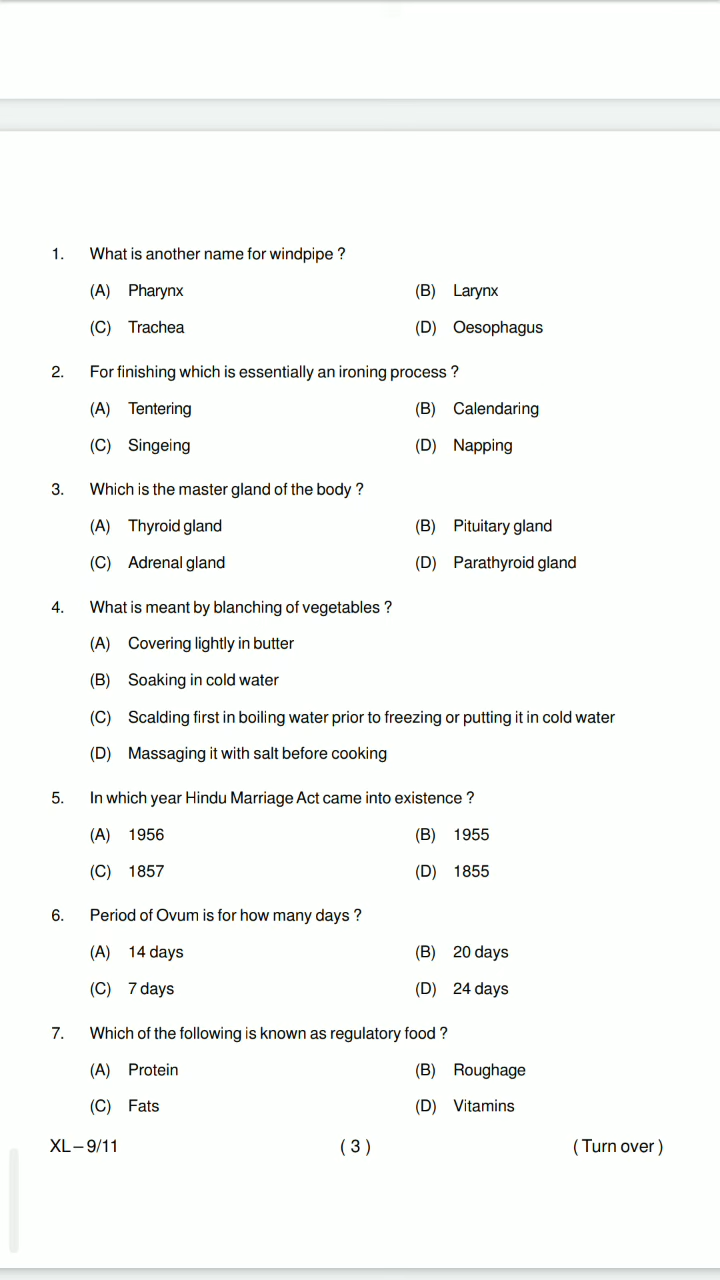 1. What is another name for windpipe ?
(A) Pharynx (B) Larynx
(C) Trachea (D) Oesophagus
2. For finishing which is essentially an ironing process ?
(A) Tentering (B) Calendaring
(C) Singeing (D) Napping
3. Which is the master gland of the body ?
(A) Thyroid gland (B) Pituitary gland
(C) Adrenal gland (D) Parathyroid gland
4. What is meant by blanching of vegetables ?
(A) Covering lightly in butter
(B) Soaking in cold water
(C) Scalding first in boiling water prior to freezing or putting it in cold water
(D) Massaging it with salt before cooking
5. In which year Hindu Marriage Act came into existence ?
(A) 1956 (B) 1955
(C) 1857 (D) 1855
6. Period of Ovum is for how many days ?
(A) 14 days (B) 20 days
(C) 7 days (D) 24 days
7. Which of the following is known as regulatory food ?
(A) Protein (B) Roughage
(C) Fats (D) Vitamins
XL – 9/11 ( 3 ) ( Turn over )